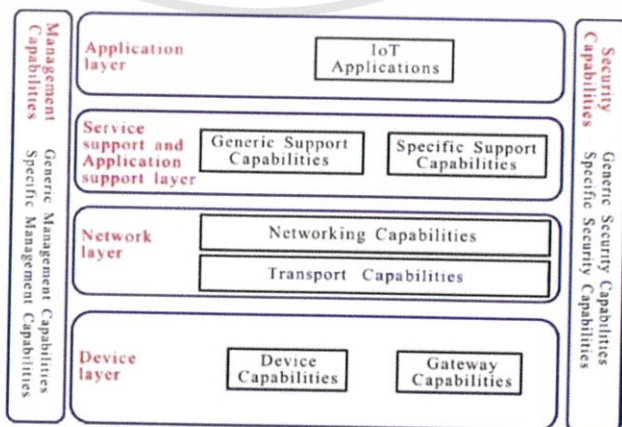 Management
Capabilities
Generic Management Capabilities
Specific Management Capabilities
Application
layer
IoT
Applications
Service
support and
Application
support layer
Generic Support
Capabilities
Specific Support
Capabilities
Network
layer
Networking Capabilities
Transport Capabilities
Device
layer
Device
Capabilities
Gateway
Capabilities
Security
Capabilities
Generic Security Capabilities
Specific Security Capabilities